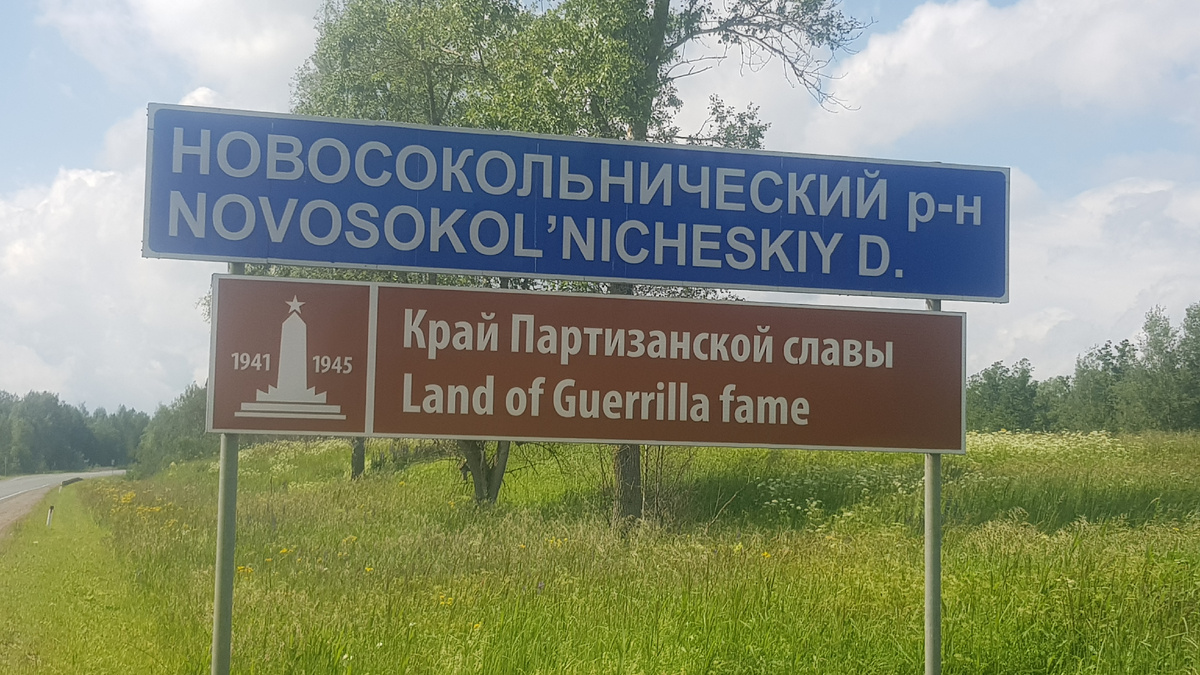 НОВОСОКОЛЬНИЧЕСКИЙ р-н
NOVOSOKOL'NICHESKIY D.
1941 1945
Край Партизанской славы
Land of Guerrilla fame